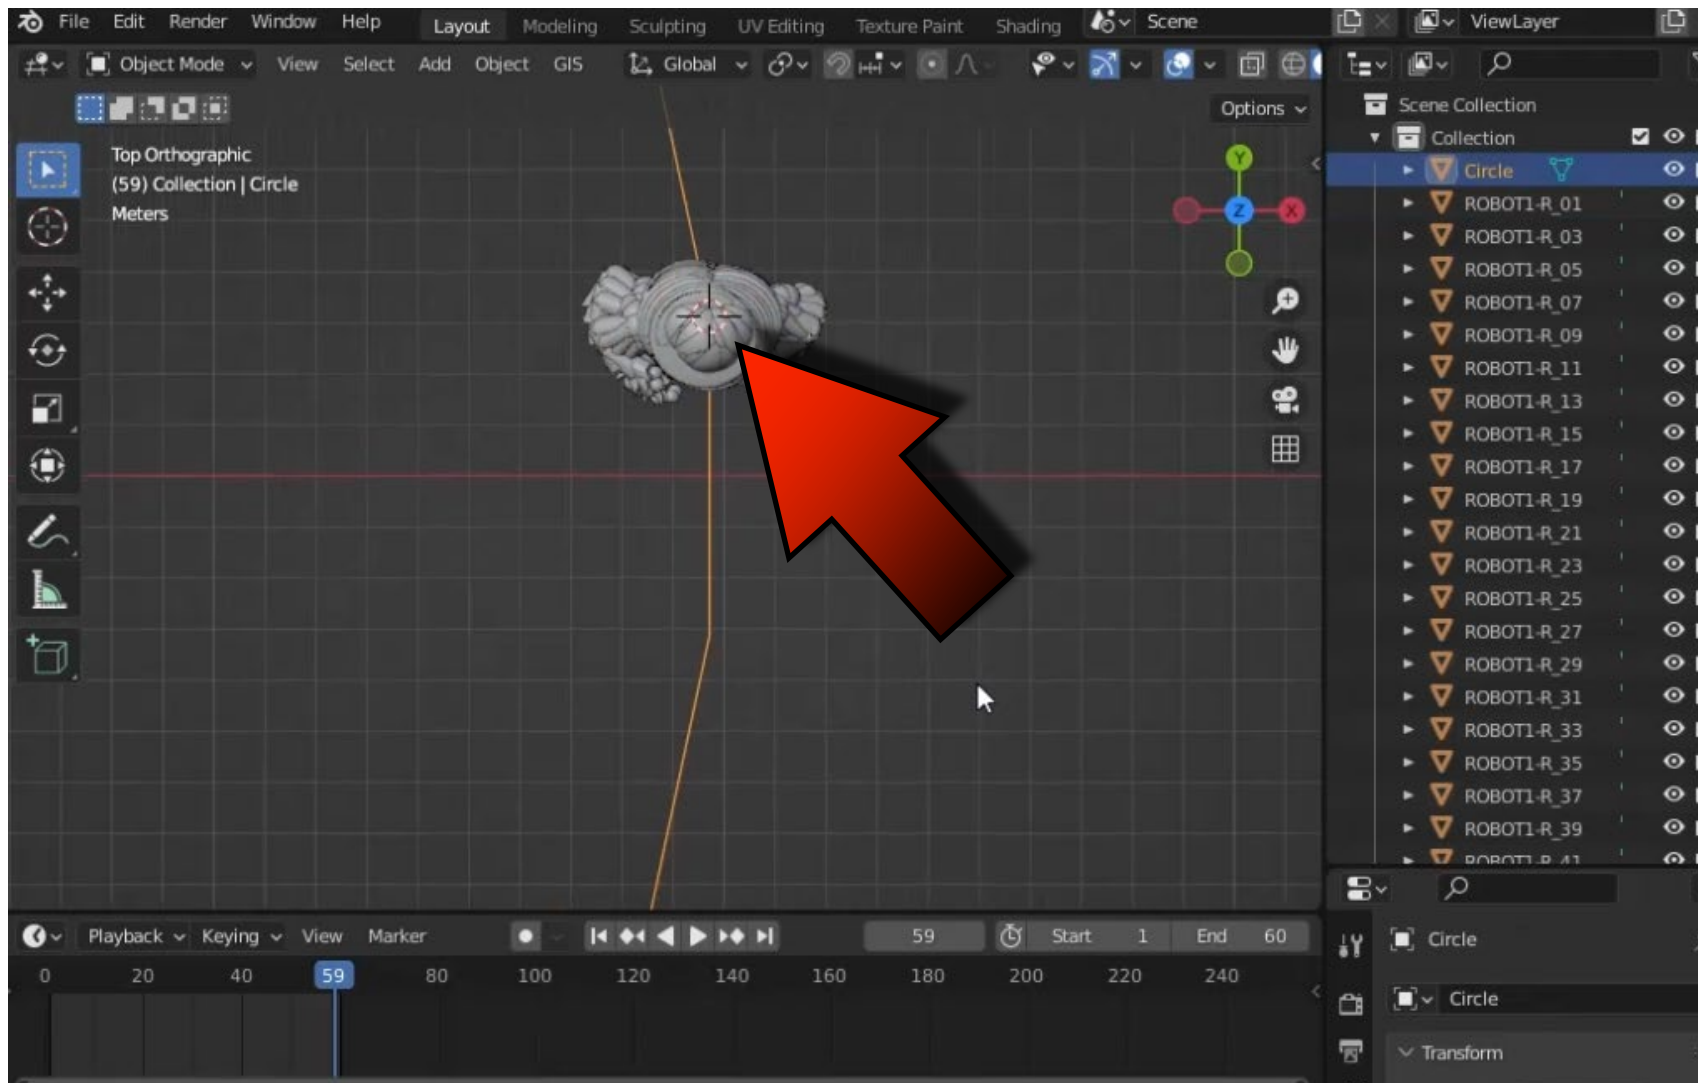 File Edit Render Window Help Layout Modeling Sculpting UV Editing Texture Paint Shading Scene ViewLayer
Object Mode View Select Add Object GIS Global
Options
Top Orthographic
(59) Collection | Circle
Meters
Y
Z
X
Scene Collection
Collection
Circle
ROBOT1-R_01
ROBOT1-R_03
ROBOT1-R_05
ROBOT1-R_07
ROBOT1-R_09
ROBOT1-R_11
ROBOT1-R_13
ROBOT1-R_15
ROBOT1-R_17
ROBOT1-R_19
ROBOT1-R_21
ROBOT1-R_23
ROBOT1-R_25
ROBOT1-R_27
ROBOT1-R_29
ROBOT1-R_31
ROBOT1-R_33
ROBOT1-R_35
ROBOT1-R_37
ROBOT1-R_39
ROBOT1-R_41
Playback Keying View Marker 59 Start 1 End 60
0 20 40 59 80 100 120 140 160 180 200 220 240
Circle
Circle
Transform